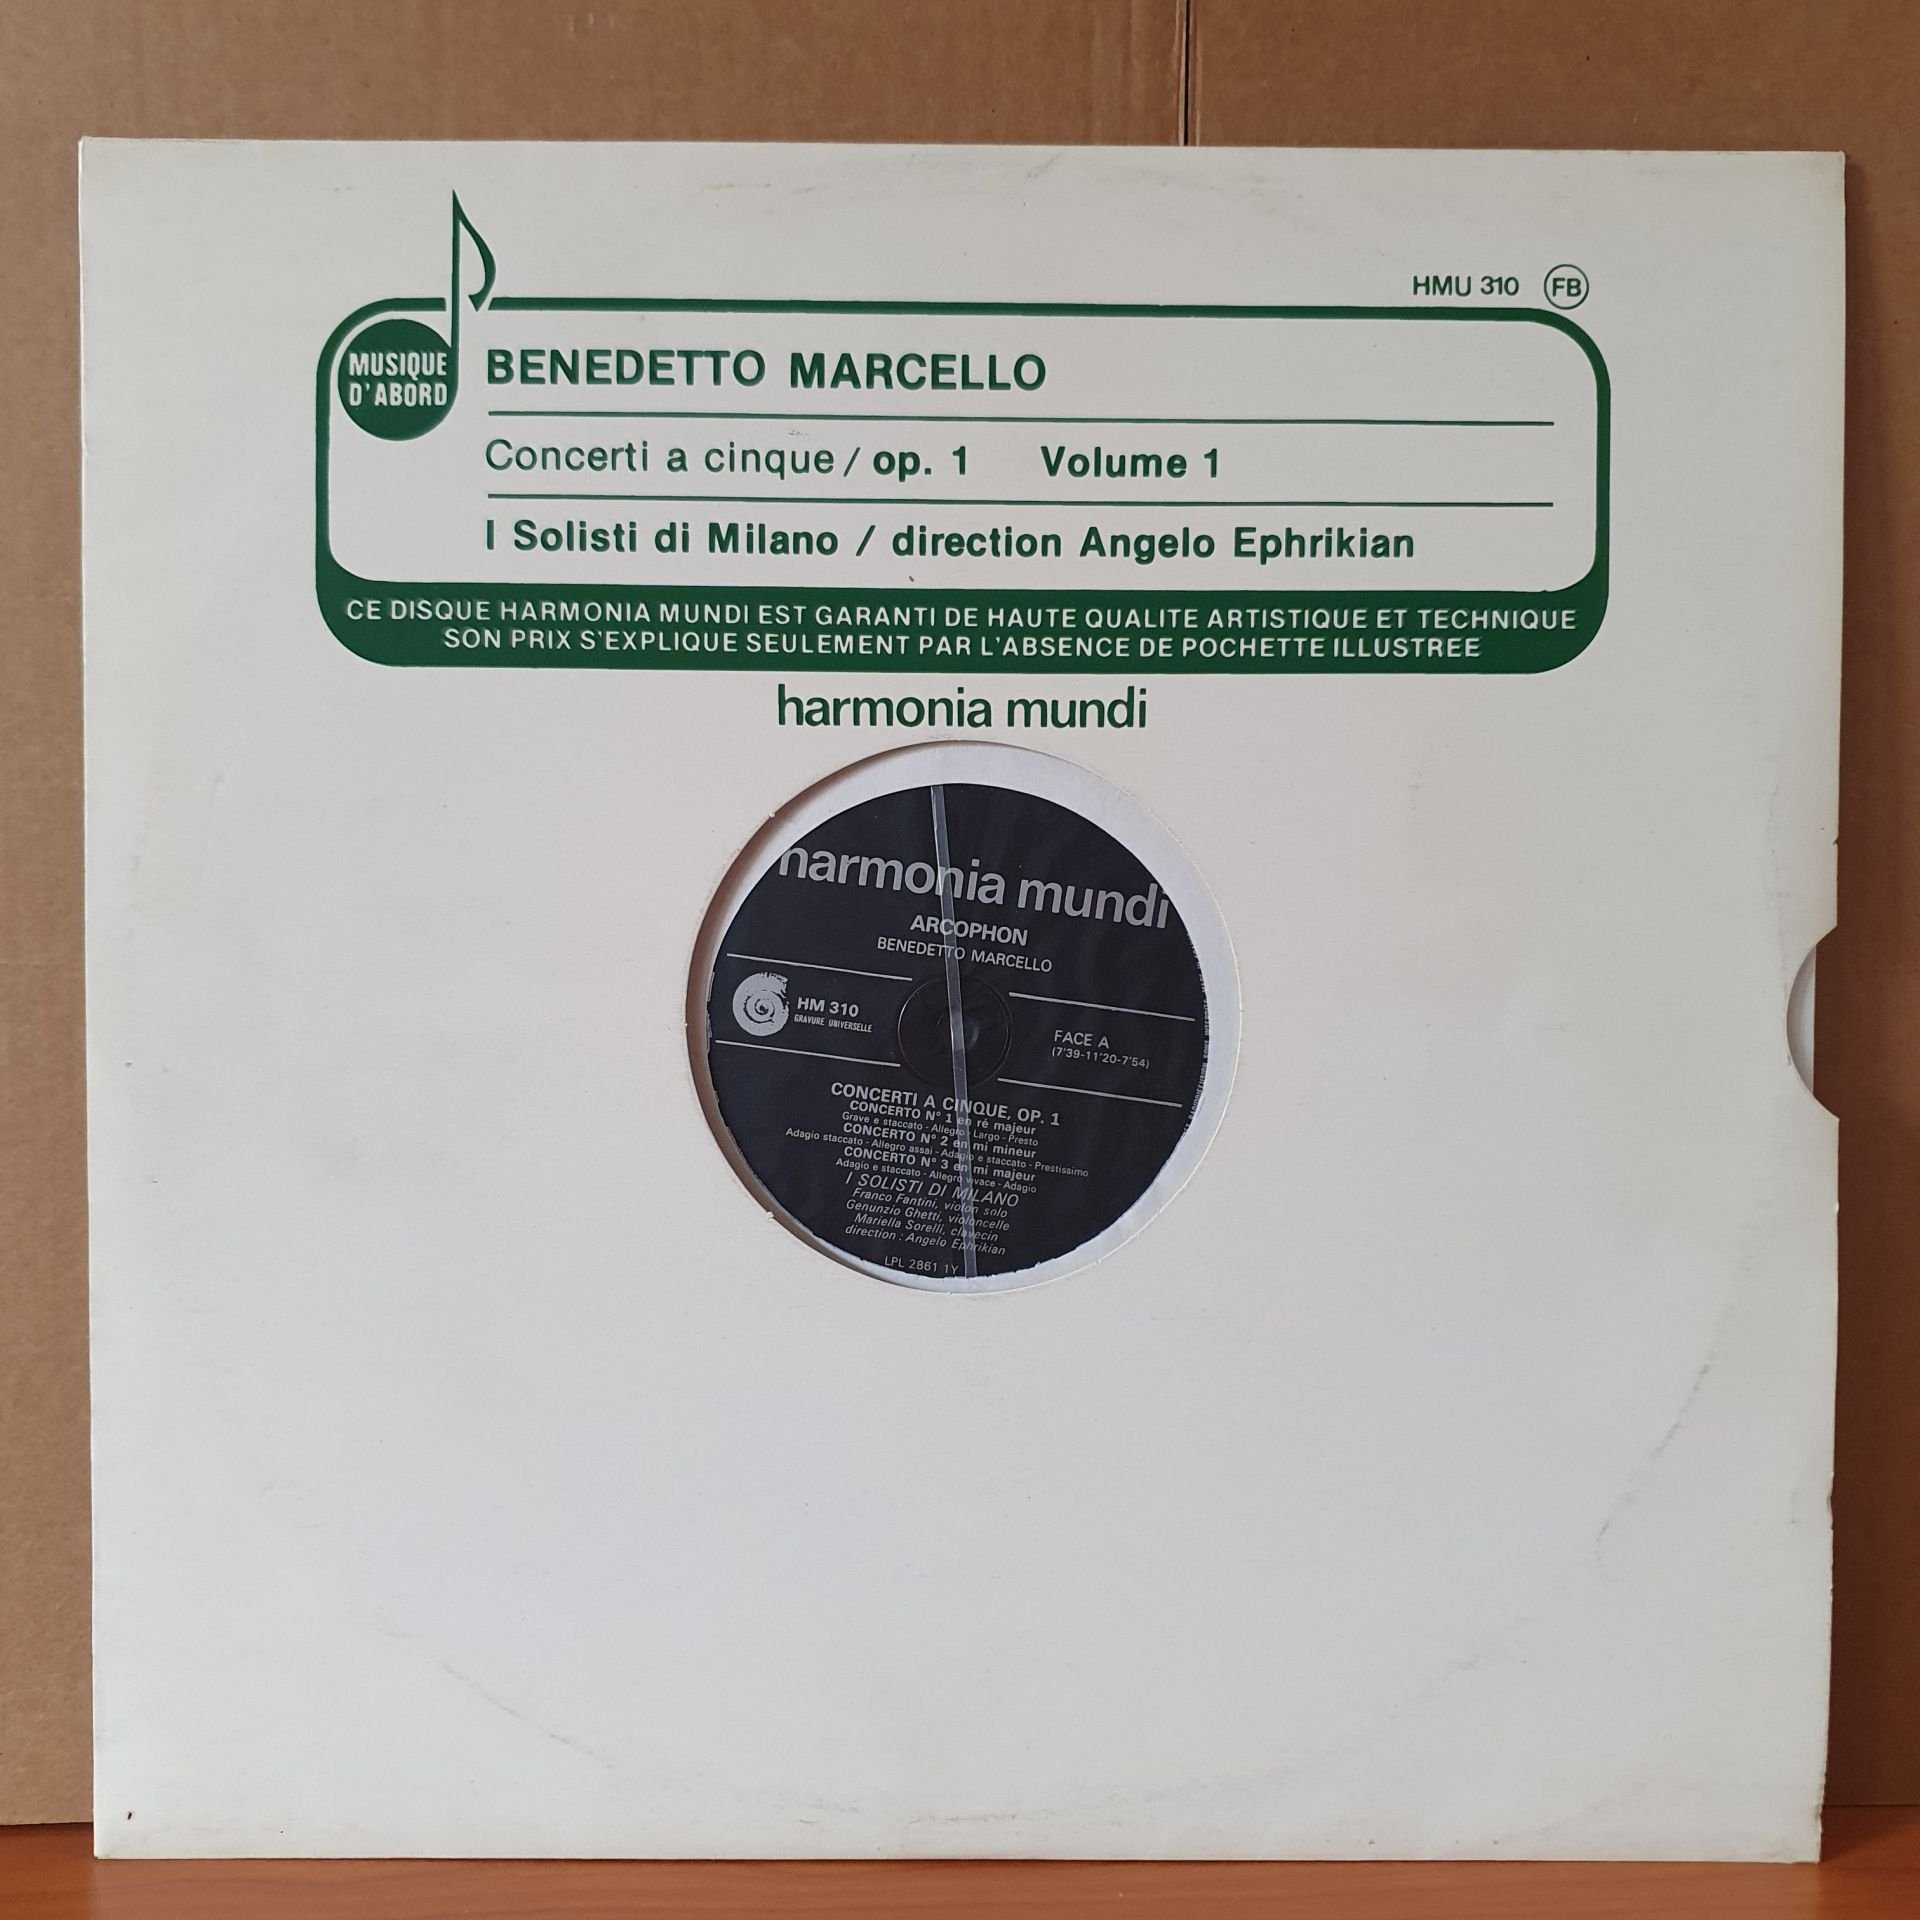 HMU 310 FB
MUSIQUE
D'ABORD
BENEDETTO MARCELLO
Concerti a cinque / op. 1 Volume 1
I Solisti di Milano / direction Angelo Ephrikian
CE DISQUE HARMONIA MUNDI EST GARANTI DE HAUTE QUALITE ARTISTIQUE ET TECHNIQUE
SON PRIX S'EXPLIQUE SEULEMENT PAR L'ABSENCE DE POCHETTE ILLUSTREE
harmonia mundi
harmonia mundi
ARCOPHON
BENEDETTO MARCELLO
HM 310
GRAVURE UNIVERSELLE
FACE A
(7'39-11'20-7'54)
CONCERTI A CINQUE, OP. 1
CONCERTO N° 1 en ré majeur
Grave e staccato - Allegro - Largo - Presto
CONCERTO N° 2 en mi mineur
Adagio staccato - Allegro assai - Adagio e staccato - Prestissimo
CONCERTO N° 3 en mi majeur
Adagio e staccato - Allegro vivace - Adagio
I SOLISTI DI MILANO
Franco Fantini, violon solo
Genunzio Ghetti, violoncelle
Mariella Sorelli, clavecin
direction : Angelo Ephrikian
LPL 2861 1Y